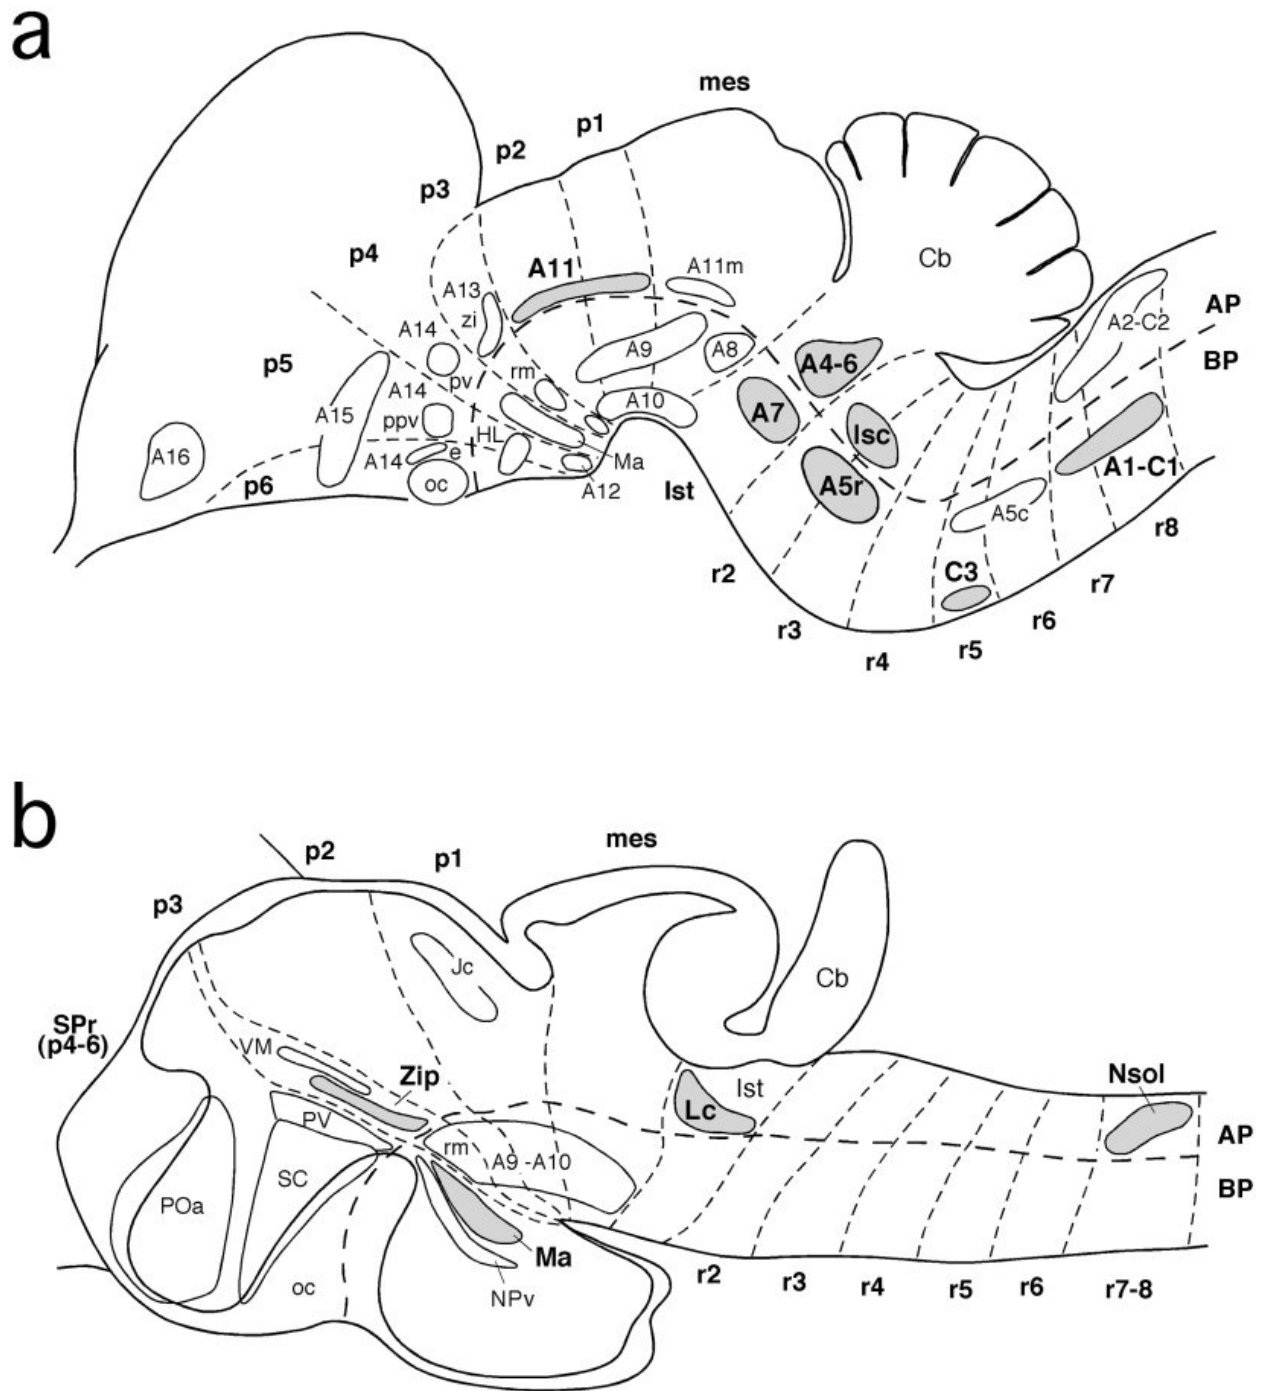 a
mes
p1
p2
p3
p4
A11
A11m
Cb
A13
zi
AP
A14
A2-C2
p5
rm
A9
A8
BP
pv
A4-6
A14
A15
ppv
A10
A7
A16
HL
lsc
A14
e
Ma
A1-C1
p6
oc
A12
Ist
A5r
A5c
r8
r2
C3
r7
r3
r6
r4
r5
b
mes
p2
p1
p3
Jc
Cb
SPr
(p4-6)
VM
Zip
Ist
Nsol
Lc
PV
AP
rm
A9 -A10
SC
BP
POa
Ma
oc
NPv
r2
r3
r4
r5
r6
r7-8